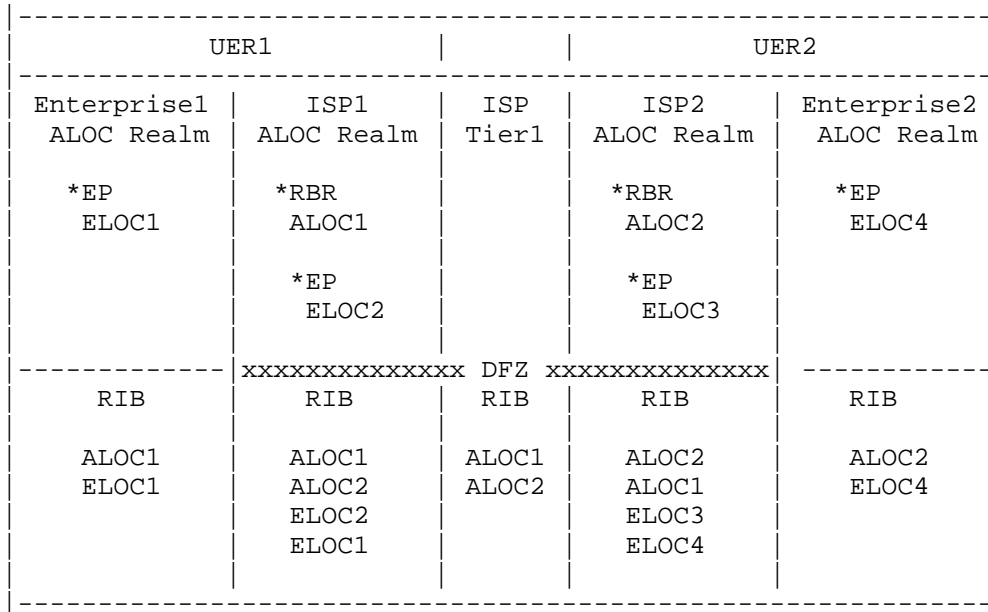 |-------------------------------------------------------------
|            UER1          |       |           UER2
|-------------------------------------------------------------
| Enterprise1 |    ISP1    |  ISP  |    ISP2    | Enterprise2
|  ALOC Realm | ALOC Realm | Tier1 | ALOC Realm |  ALOC Realm
|             |            |       |            |
|   *EP       |  *RBR      |       |  *RBR      |   *EP
|    ELOC1    |   ALOC1    |       |   ALOC2    |    ELOC4
|             |            |       |            |
|             |   *EP      |       |   *EP      |
|             |    ELOC2   |       |    ELOC3   |
|             |            |       |            |
|-------------|xxxxxxxxxxxxxx DFZ xxxxxxxxxxxxxx| ------------
|     RIB     |    RIB     |  RIB  |    RIB     |    RIB
|             |            |       |            |
|    ALOC1    |   ALOC1    | ALOC1 |   ALOC2    |    ALOC2
|    ELOC1    |   ALOC2    | ALOC2 |   ALOC1    |    ELOC4
|             |   ELOC2    |       |   ELOC3    |
|             |   ELOC1    |       |   ELOC4    |
|             |            |       |            |
|-------------------------------------------------------------